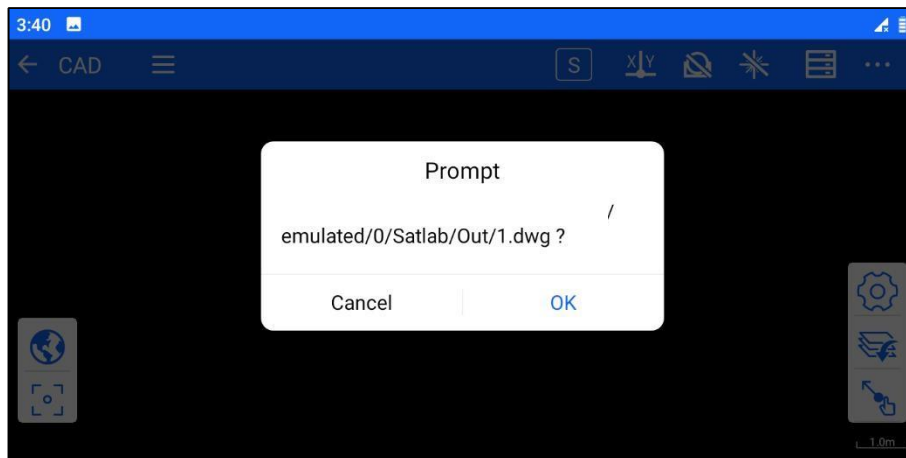 3:40
CAD
S
X Y
Prompt
/
emulated/0/Satlab/Out/1.dwg ?
Cancel
OK
1.0m